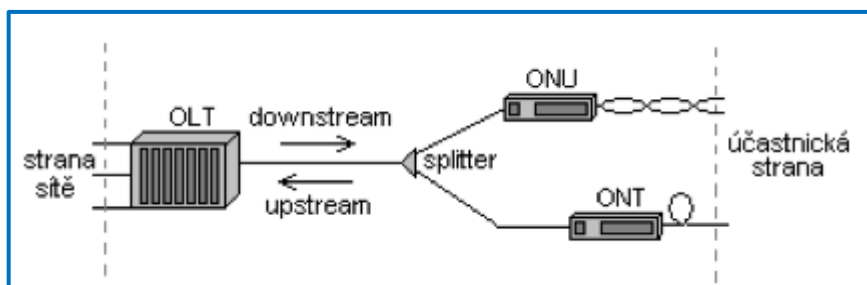 strana
sítě
OLT
downstream
upstream
splitter
ONU
ONT
účastnická
strana